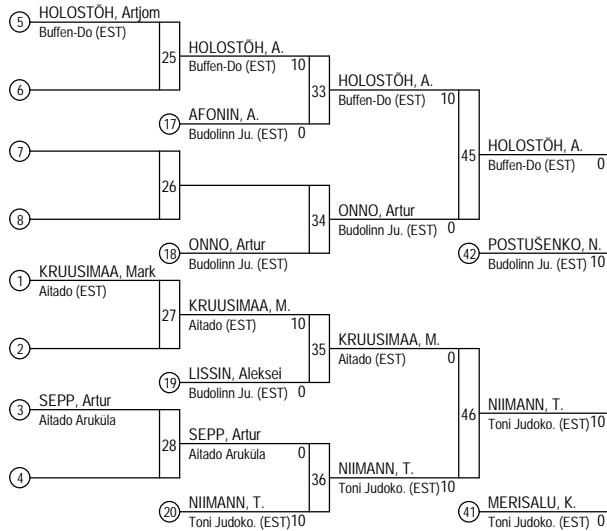 5 HOLOSTÕH, Artjom
Buffen-Do (EST)
25 HOLOSTÕH, A.
Buffen-Do (EST) 10
6
33 HOLOSTÕH, A.
Buffen-Do (EST) 10
17 AFONIN, A.
Budolinn Ju. (EST) 0
7
45 HOLOSTÕH, A.
Buffen-Do (EST) 0
26
8
34 ONNO, Artur
Budolinn Ju. (EST) 0
18 ONNO, Artur
Budolinn Ju. (EST)
42 POSTUŠENKO, N.
Budolinn Ju. (EST) 10
1 KRUUSIMAA, Mark
Aitado (EST)
27 KRUUSIMAA, M.
Aitado (EST) 10
2
35 KRUUSIMAA, M.
Aitado (EST) 0
19 LISSIN, Aleksei
Budolinn Ju. (EST) 0
3 SEPP, Artur
Aitado Aruküla
46 NIIMANN, T.
Toni Judoko. (EST) 10
28 SEPP, Artur
Aitado Aruküla 0
4
36 NIIMANN, T.
Toni Judoko. (EST) 10
20 NIIMANN, T.
Toni Judoko. (EST) 10
41 MERISALU, K.
Toni Judoko. (EST) 0